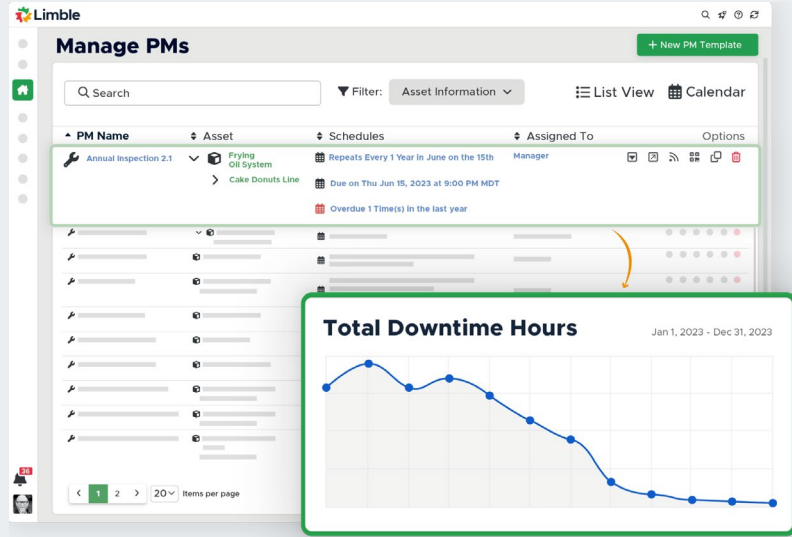 Limble
Manage PMs
+ New PM Template
Search
Filter:
Asset Information
List View
Calendar
PM Name
Asset
Schedules
Assigned To
Options
Annual Inspection 2.1
Frying
Oil System
Repeats Every 1 Year in June on the 15th
Manager
Cake Donuts Line
Due on Thu Jun 15, 2023 at 9:00 PM MDT
Overdue 1 Time(s) in the last year
Total Downtime Hours
Jan 1, 2023 - Dec 31, 2023
36
1 2
20
Items per page